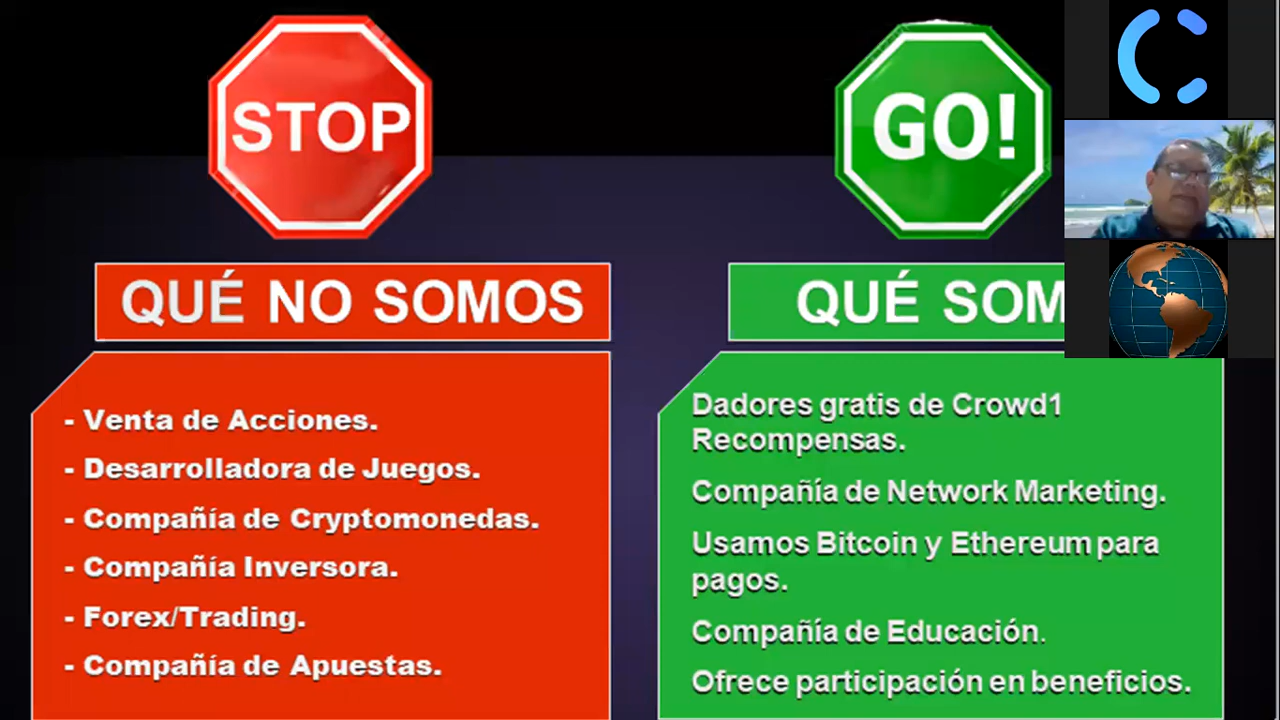 STOP
GO!
QUÉ NO SOMOS
QUÉ SOM
- Venta de Acciones.
- Desarrolladora de Juegos.
- Compañía de Cryptomonedas.
- Compañía Inversora.
- Forex/Trading.
- Compañía de Apuestas.
Dadores gratis de Crowd1
Recompensas.
Compañía de Network Marketing.
Usamos Bitcoin y Ethereum para
pagos.
Compañía de Educación.
Ofrece participación en beneficios.